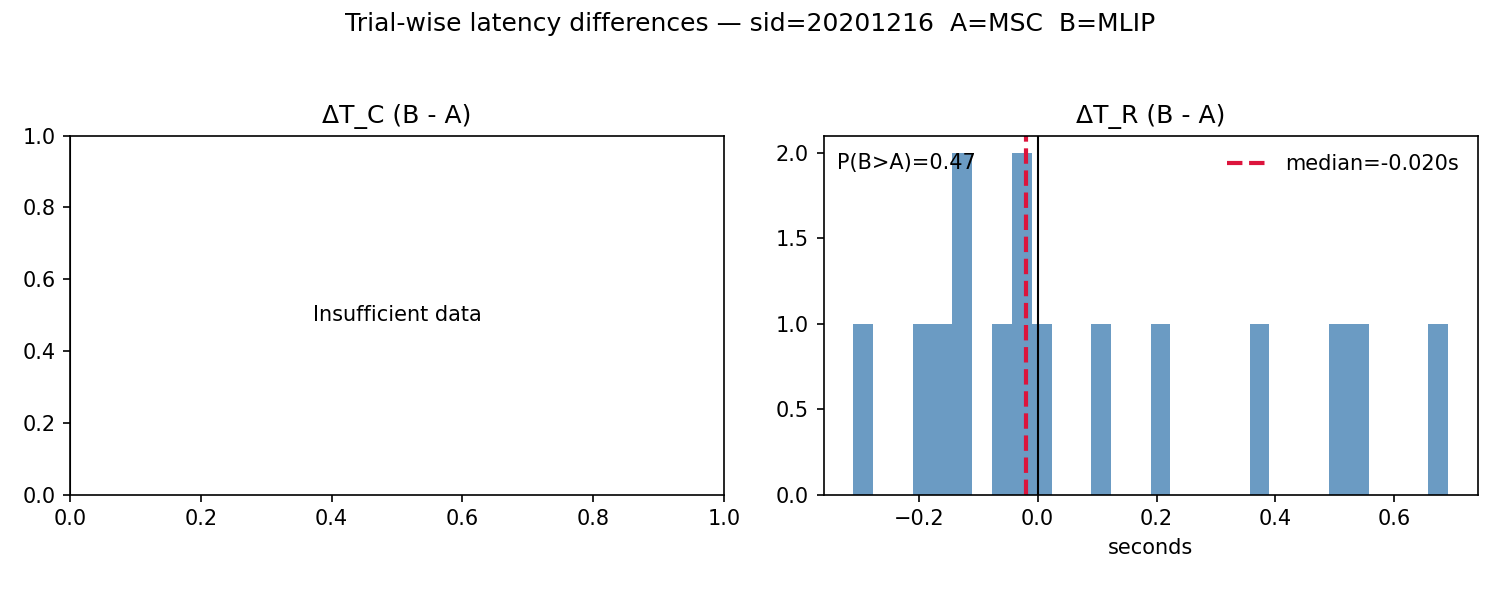 Trial-wise latency differences — sid=20201216  A=MSC  B=MLIP
ΔT_C (B - A)
1.0
0.8
0.6
0.4
0.2
0.0
Insufficient data
0.0 0.2 0.4 0.6 0.8 1.0
ΔT_R (B - A)
P(B>A)=0.47
median=-0.020s
2.0
1.5
1.0
0.5
0.0
−0.2 0.0 0.2 0.4 0.6
seconds